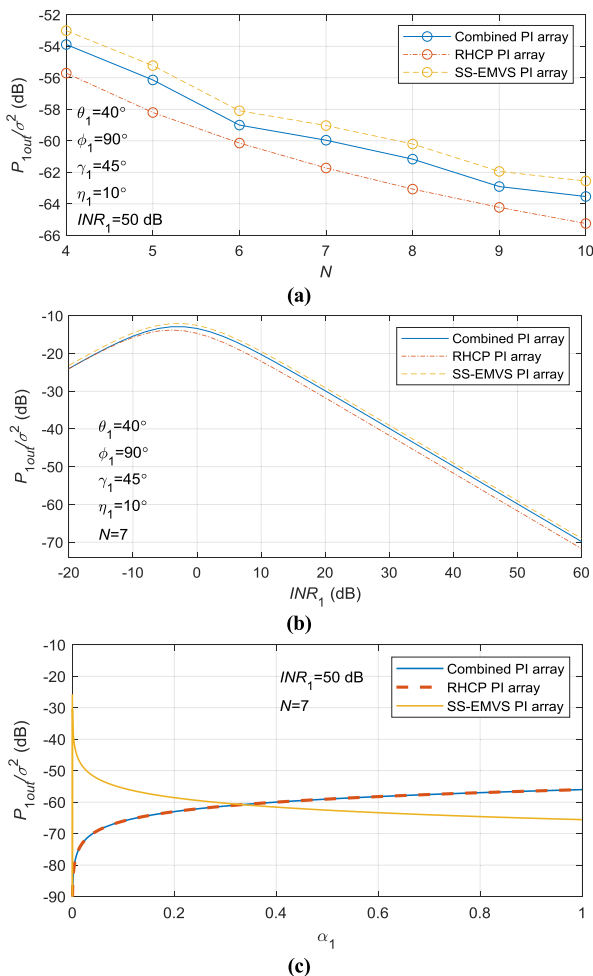 -52
-54
-56
-58
-60
-62
-64
-66
P1out/σ² (dB)
Combined PI array
RHCP PI array
SS-EMVS PI array
θ1=40°
ϕ1=90°
γ1=45°
η1=10°
INR1=50 dB
4 5 6 7 8 9 10
N
(a)
-10
-20
-30
-40
-50
-60
-70
P1out/σ² (dB)
Combined PI array
RHCP PI array
SS-EMVS PI array
θ1=40°
ϕ1=90°
γ1=45°
η1=10°
N=7
-20 -10 0 10 20 30 40 50 60
INR1 (dB)
(b)
-10
-20
-30
-40
-50
-60
-70
-80
-90
P1out/σ² (dB)
INR1=50 dB
N=7
Combined PI array
RHCP PI array
SS-EMVS PI array
0 0.2 0.4 0.6 0.8 1
α1
(c)